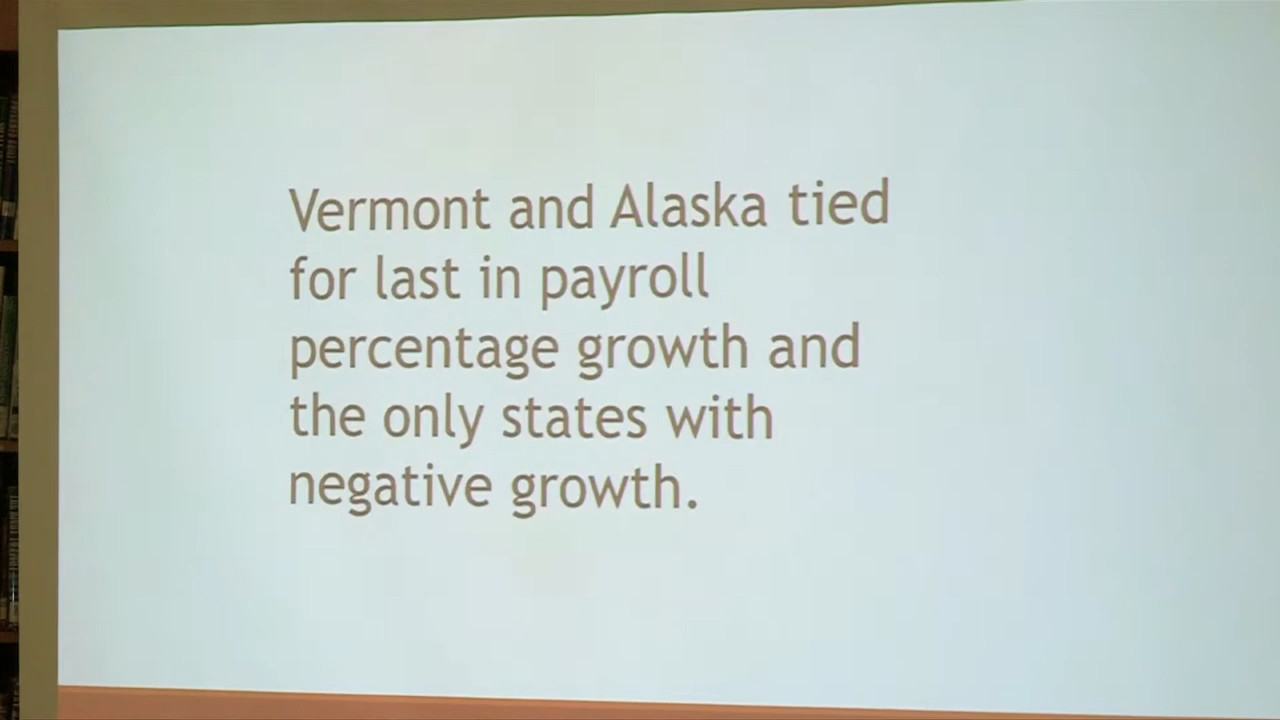 Vermont and Alaska tied
for last in payroll
percentage growth and
the only states with
negative growth.